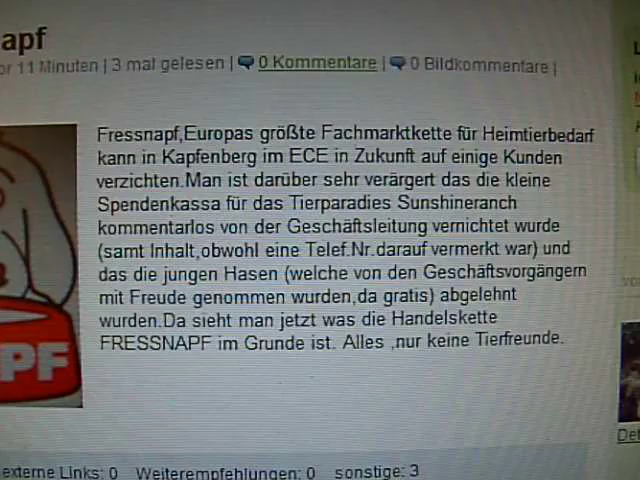 apf
or 11 Minuten | 3 mal gelesen | 0 Kommentare | 0 Bildkommentare |
Fressnapf,Europas größte Fachmarktkette für Heimtierbedarf
kann in Kapfenberg im ECE in Zukunft auf einige Kunden
verzichten.Man ist darüber sehr verärgert das die kleine
Spendenkassa für das Tierparadies Sunshineranch
kommentarlos von der Geschäftsleitung vernichtet wurde
(samt Inhalt,obwohl eine Telef.Nr.darauf vermerkt war) und
das die jungen Hasen (welche von den Geschäftsvorgängern
mit Freude genommen wurden,da gratis) abgelehnt
wurden.Da sieht man jetzt was die Handelskette
FRESSNAPF im Grunde ist. Alles ,nur keine Tierfreunde.
PF
Det
externe Links: 0 Weiterempfehlungen: 0 sonstige: 3